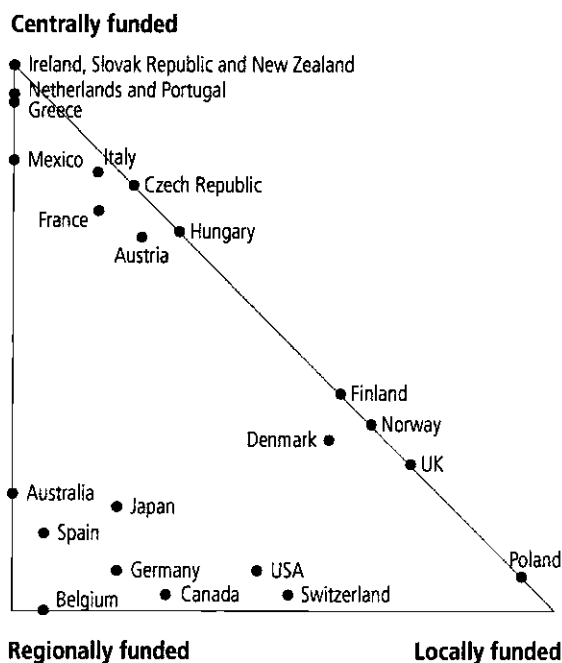 Centrally funded
Ireland, Slovak Republic and New Zealand
Netherlands and Portugal
Greece
Mexico
Italy
Czech Republic
France
Hungary
Austria
Finland
Norway
Denmark
UK
Australia
Japan
Spain
Poland
Germany
USA
Belgium
Canada
Switzerland
Regionally funded
Locally funded